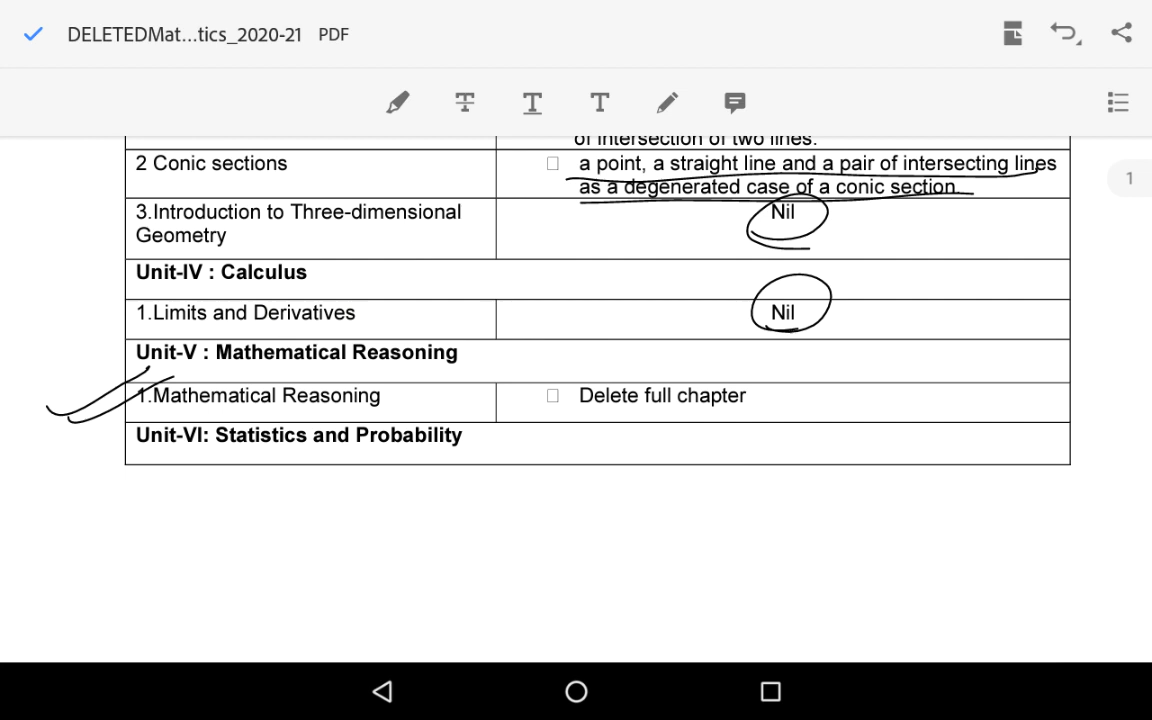 DELETEDMat...tics_2020-21 PDF
of intersection of two lines.
2 Conic sections
a point, a straight line and a pair of intersecting lines
as a degenerated case of a conic section.
3.Introduction to Three-dimensional
Geometry
Nil
Unit-IV : Calculus
1.Limits and Derivatives
Nil
Unit-V : Mathematical Reasoning
1.Mathematical Reasoning
Delete full chapter
Unit-VI: Statistics and Probability
1